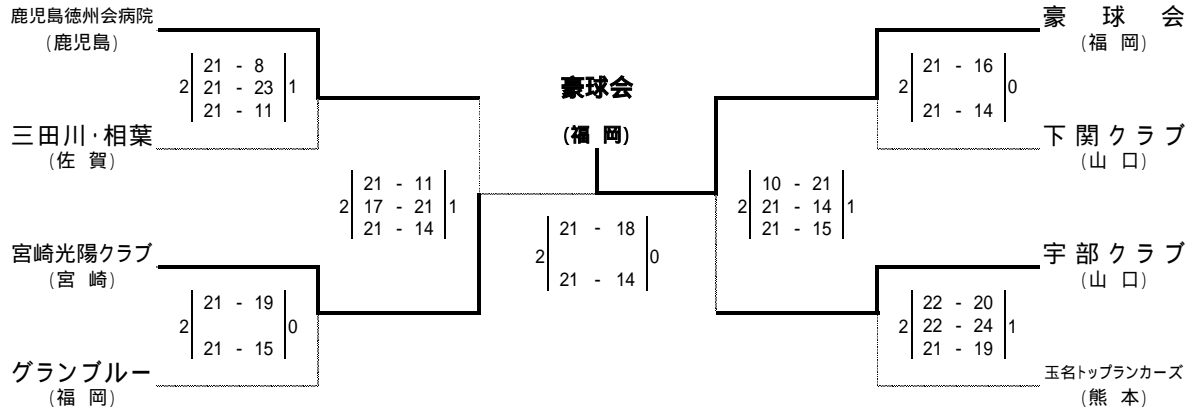 鹿児島徳州会病院
(鹿児島)
2 21 - 8 1
21 - 23
21 - 11
三田川・相葉
(佐 賀)
2 21 - 11 1
17 - 21
21 - 14
宮崎光陽クラブ
(宮 崎)
2 21 - 19 0
21 - 15
グランブルー
(福 岡)
豪球会
(福 岡)
2 21 - 18 0
21 - 14
豪 球 会
(福 岡)
2 21 - 16 0
21 - 14
下 関 ク ラ ブ
(山 口)
2 10 - 21 1
21 - 14
21 - 15
宇 部 ク ラ ブ
(山 口)
2 22 - 20 1
22 - 24
21 - 19
玉名トップランカーズ
(熊 本)